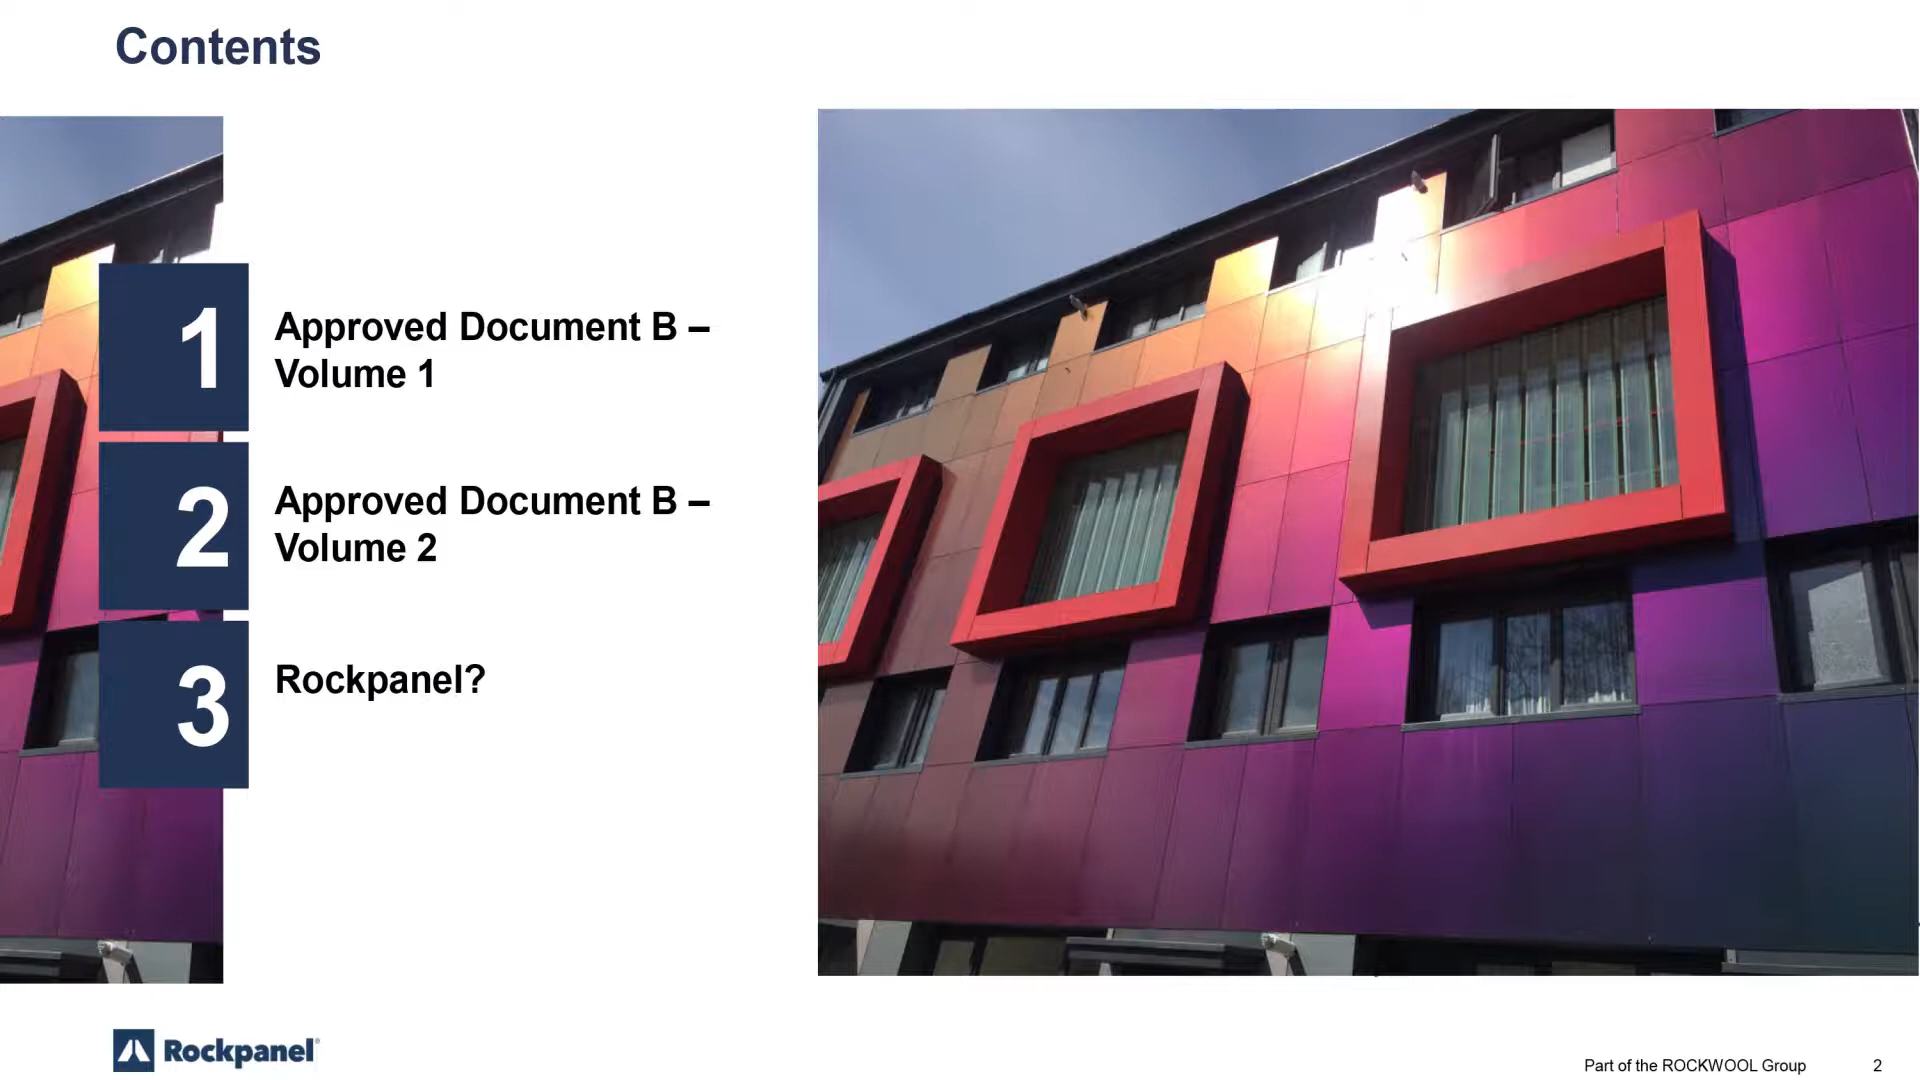 Contents
1
Approved Document B –
Volume 1
2
Approved Document B –
Volume 2
3
Rockpanel?
Rockpanel®
Part of the ROCKWOOL Group
2